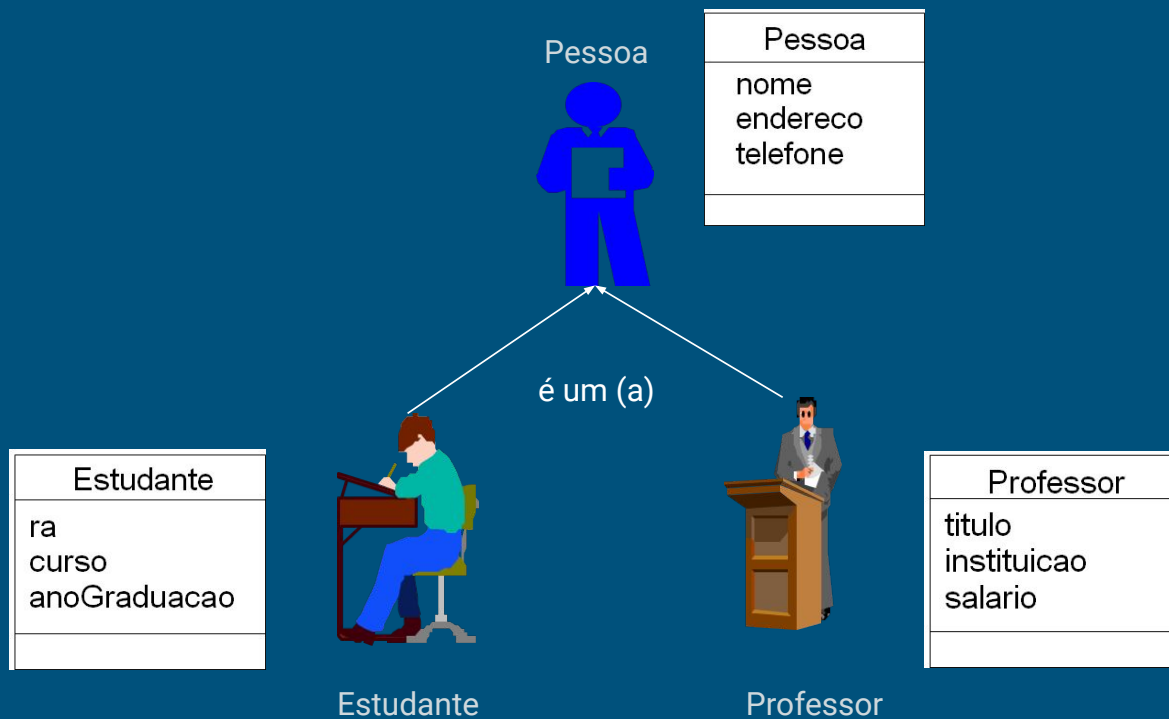 Pessoa
Pessoa
nome
endereco
telefone
é um (a)
Estudante
ra
curso
anoGraduacao
Professor
titulo
instituicao
salario
Estudante
Professor